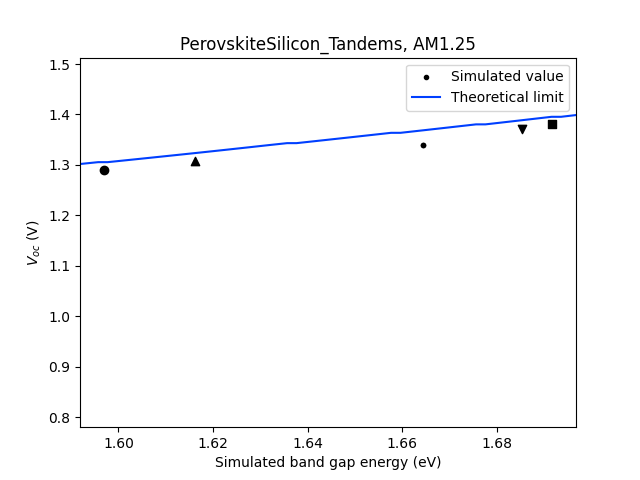 PerovskiteSilicon_Tandems, AM1.25
Simulated value
Theoretical limit
1.5
1.4
1.3
1.2
1.1
1.0
0.9
0.8
V_oc (V)
1.60 1.62 1.64 1.66 1.68
Simulated band gap energy (eV)